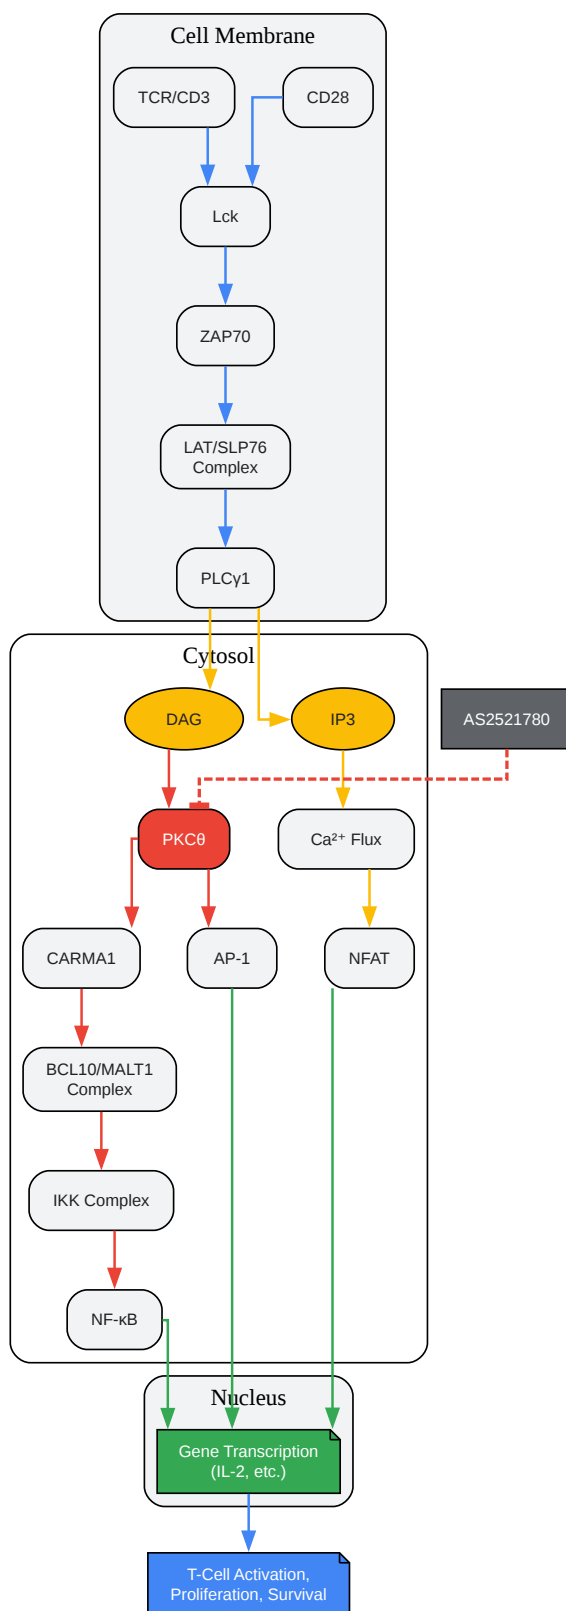 Cell Membrane
TCR/CD3
CD28
Lck
ZAP70
LAT/SLP76
Complex
PLCγ1
Cytosol
DAG
IP3
AS2521780
PKCθ
Ca²⁺ Flux
CARMA1
AP-1
NFAT
BCL10/MALT1
Complex
IKK Complex
NF-κB
Nucleus
Gene Transcription
(IL-2, etc.)
T-Cell Activation,
Proliferation, Survival